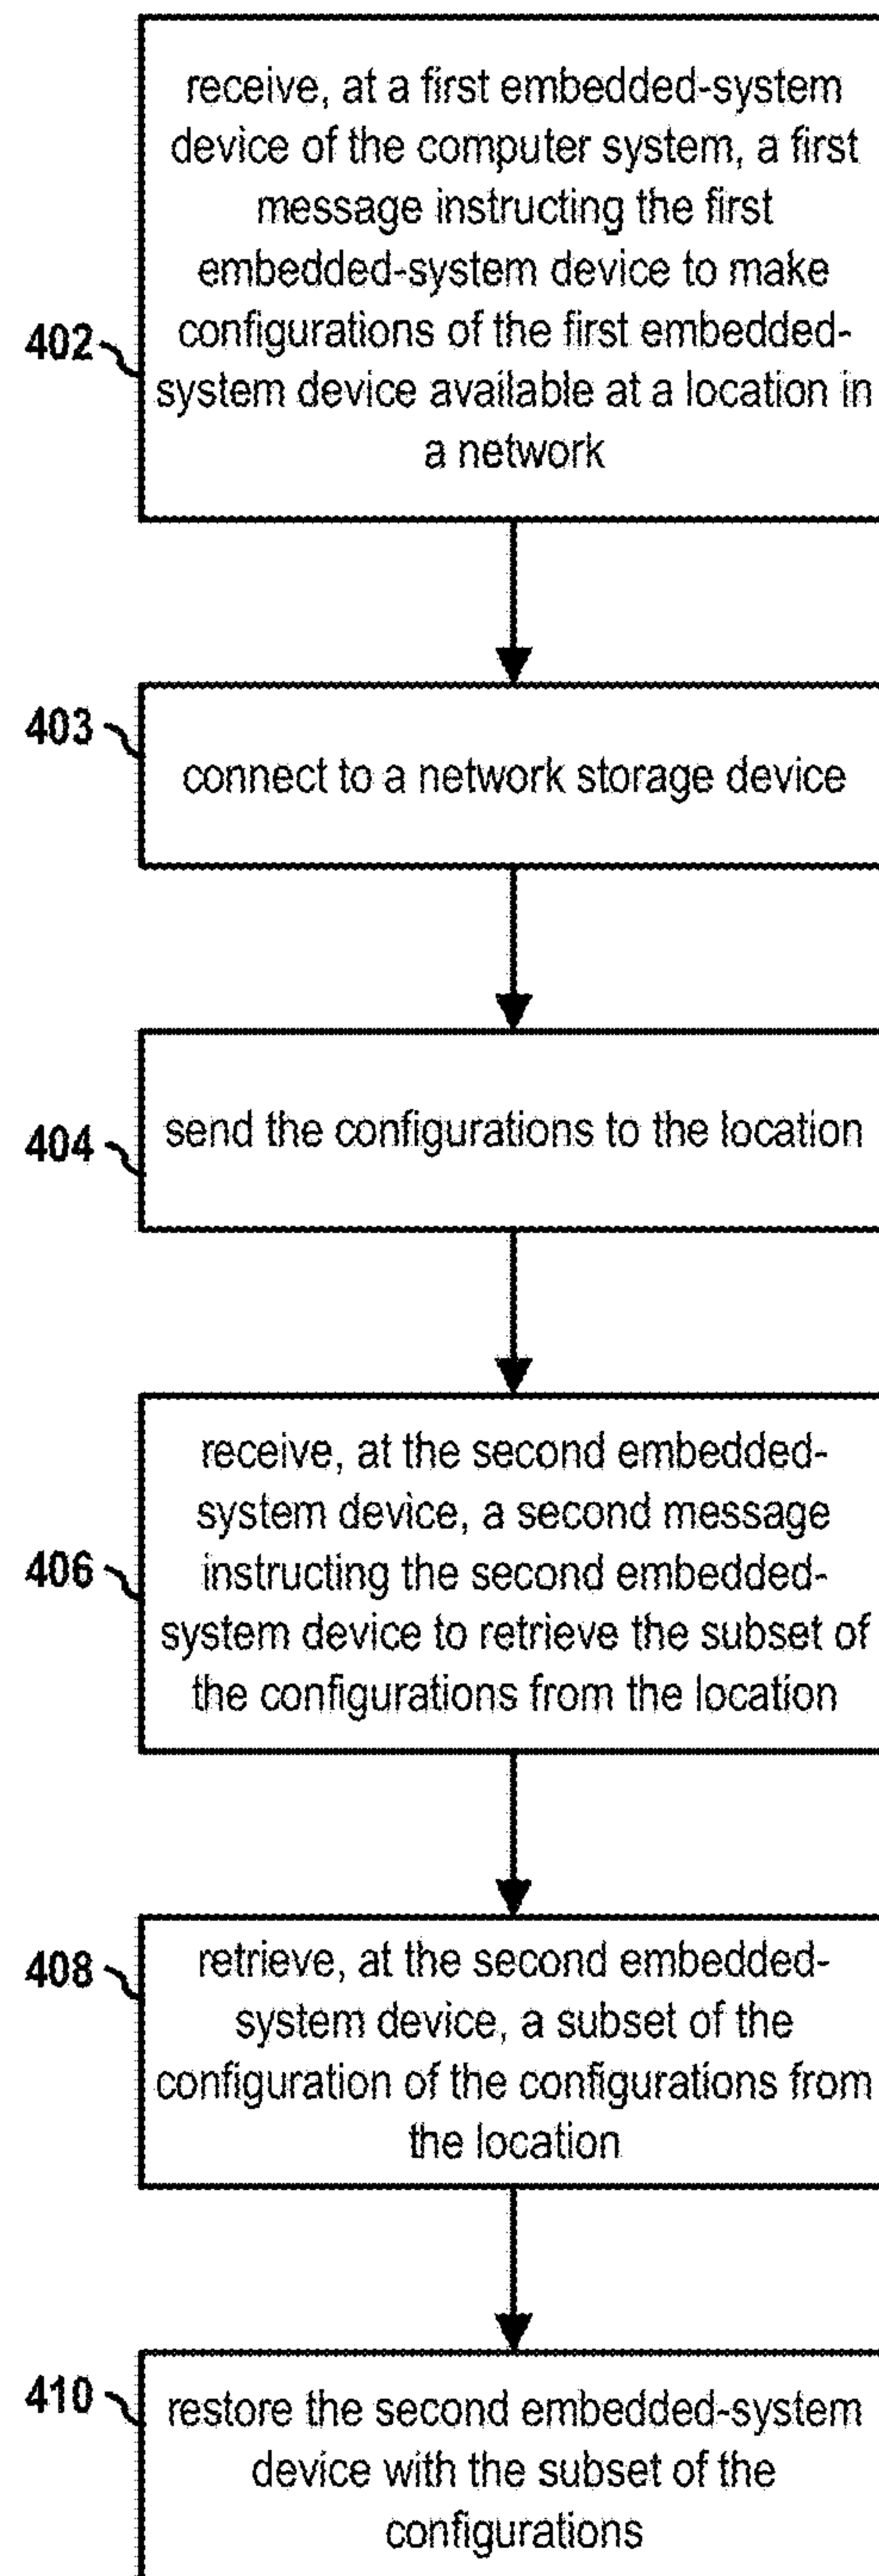 receive, at a first embedded-system
device of the computer system, a first
message instructing the first
embedded-system device to make
configurations of the first embedded-
402
system device available at a location in
a network
403
connect to a network storage device
404
send the configurations to the location
receive, at the second embedded-
system device, a second message
406
instructing the second embedded-
system device to retrieve the subset of
the configurations from the location
408
retrieve, at the second embedded-
system device, a subset of the
configuration of the configurations from
the location
410
restore the second embedded-system
device with the subset of the
configurations